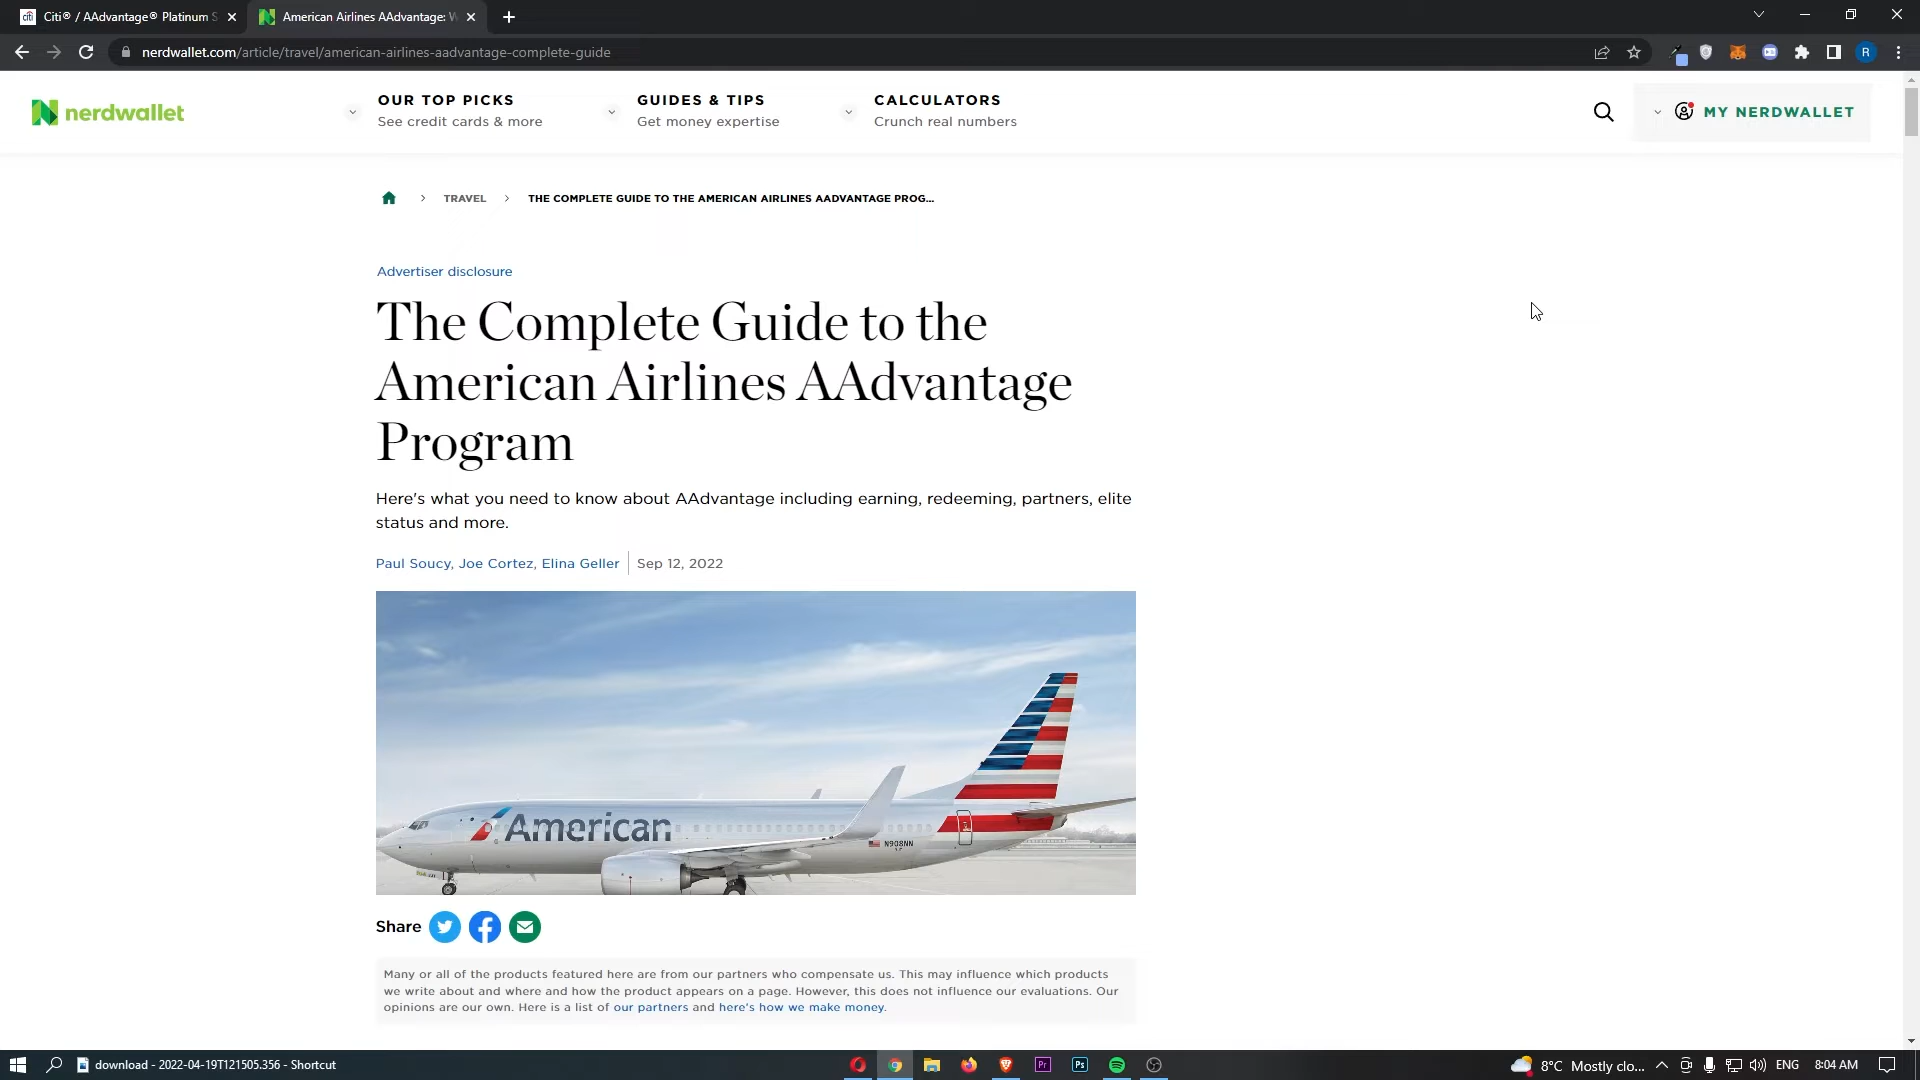 Citi® / AAdvantage® Platinum S
American Airlines AAdvantage: W
nerdwallet.com/article/travel/american-airlines-aadvantage-complete-guide
R
nerdwallet
OUR TOP PICKS
See credit cards & more
GUIDES & TIPS
Get money expertise
CALCULATORS
Crunch real numbers
MY NERDWALLET
TRAVEL
THE COMPLETE GUIDE TO THE AMERICAN AIRLINES AADVANTAGE PROG...
Advertiser disclosure
The Complete Guide to the
American Airlines AAdvantage
Program
Here's what you need to know about AAdvantage including earning, redeeming, partners, elite
status and more.
Paul Soucy, Joe Cortez, Elina Geller
Sep 12, 2022
American
N908NN
Share
Many or all of the products featured here are from our partners who compensate us. This may influence which products
we write about and where and how the product appears on a page. However, this does not influence our evaluations. Our
opinions are our own. Here is a list of our partners and here's how we make money.
download - 2022-04-19T121505.356 - Shortcut
Pr
Ps
8°C Mostly clo...
ENG
8:04 AM